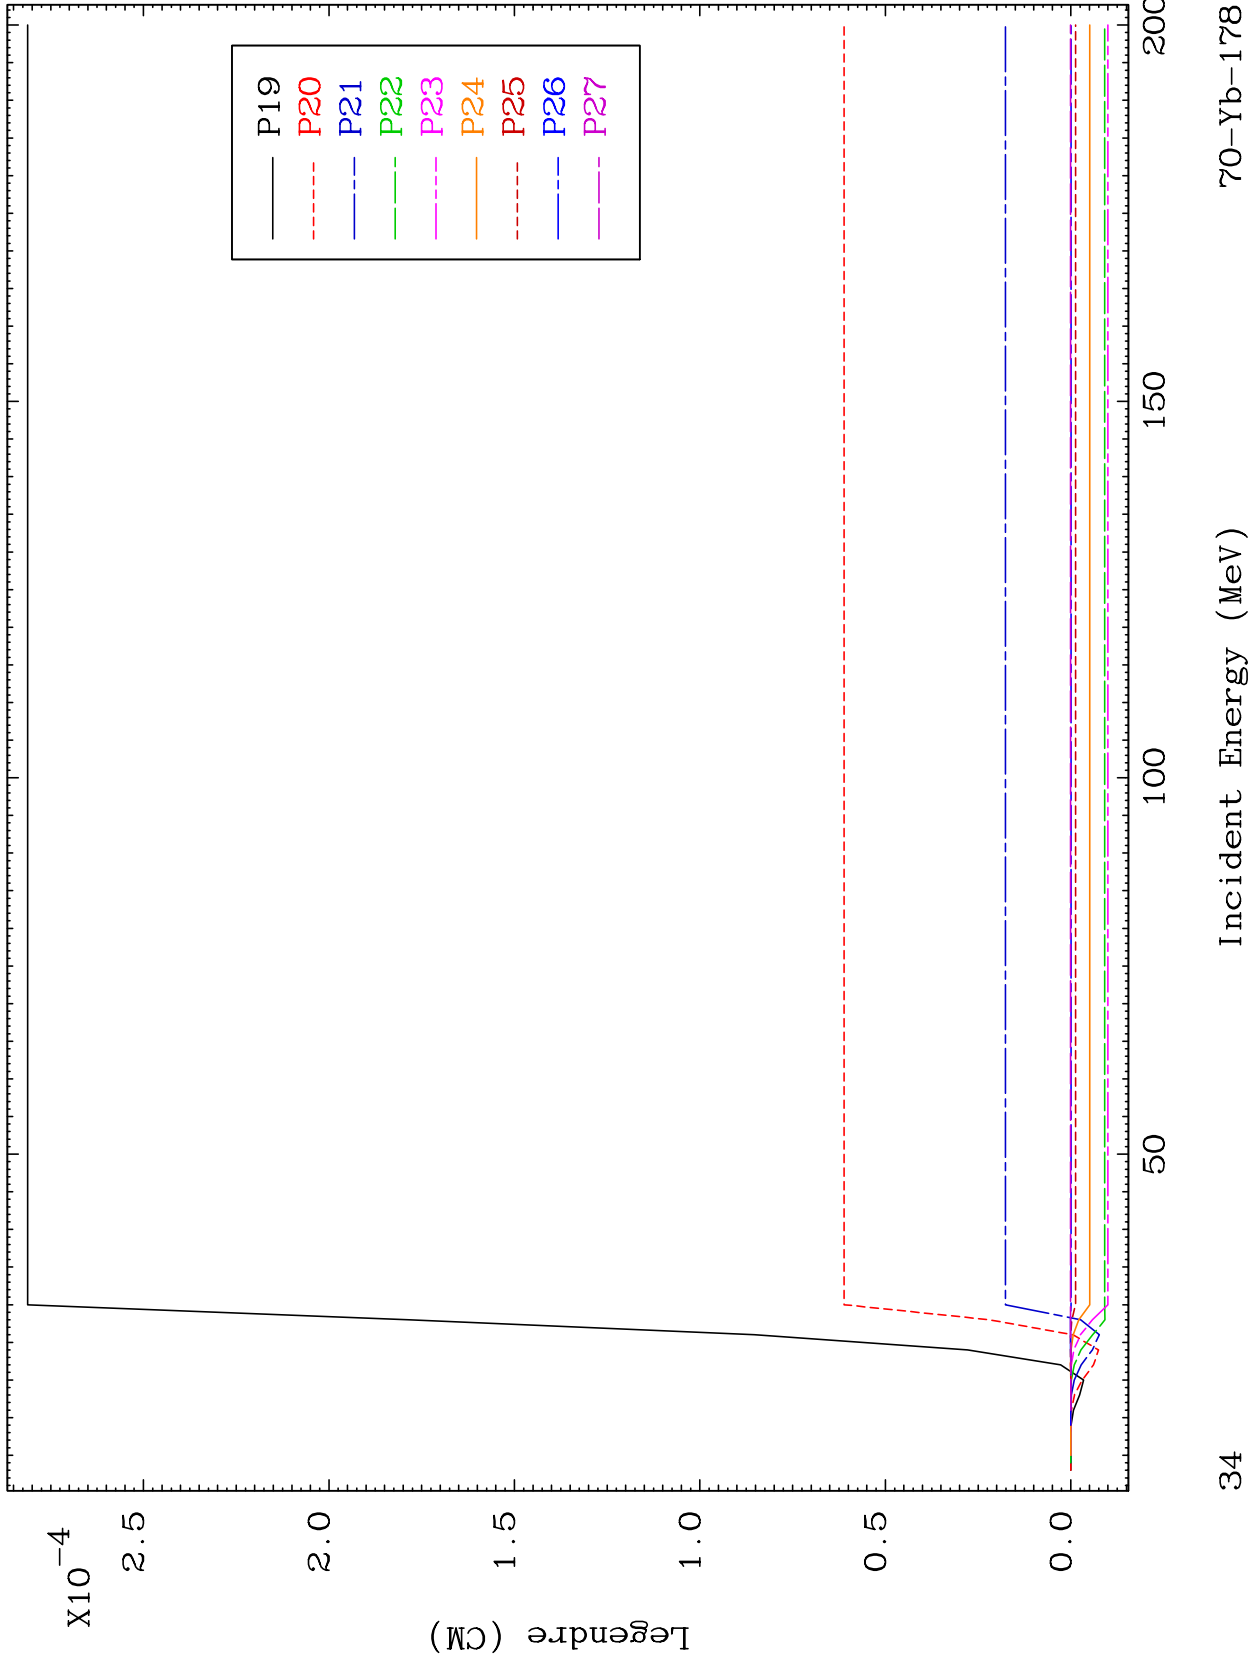 X10-4
2.5
2.0
1.5
1.0
0.5
0.0
Legendre (CM)
P19
P20
P21
P22
P23
P24
P25
P26
P27
50
100
150
200
34
Incident Energy (MeV)
70-Yb-178